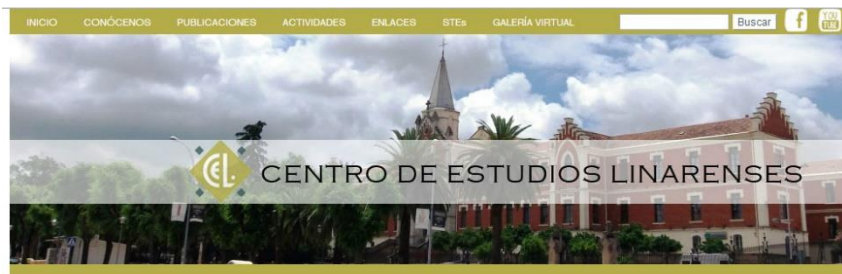 INICIO CONÓCENOS PUBLICACIONES ACTIVIDADES ENLACES STEs GALERÍA VIRTUAL Buscar f YOU TUBE
CEL CENTRO DE ESTUDIOS LINARENSES